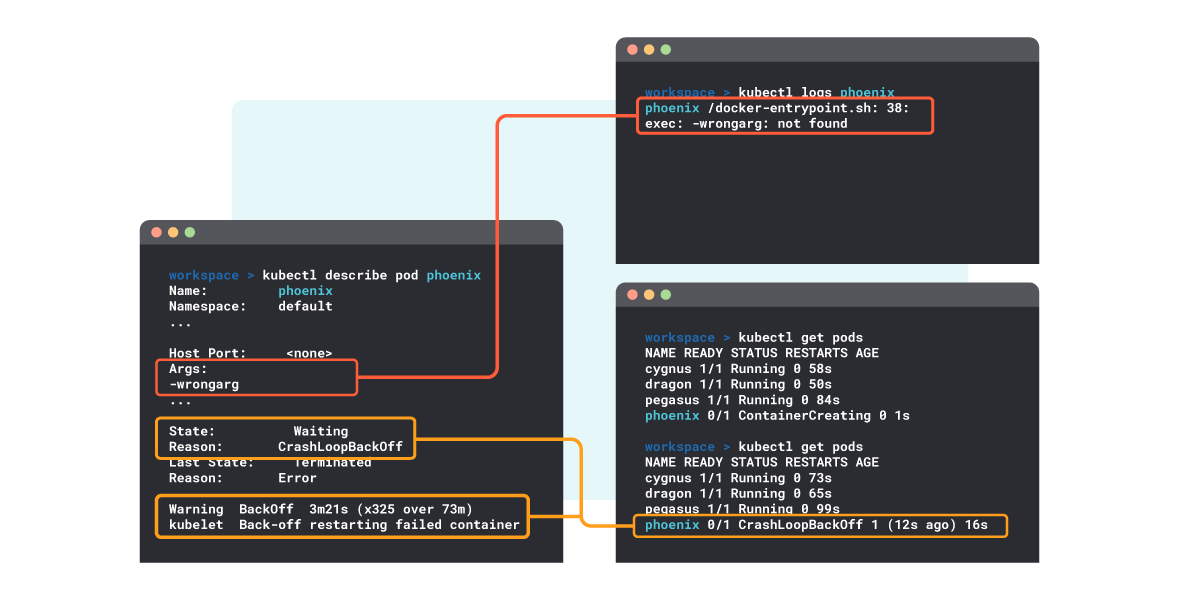 workspace > kubectl logs phoenix
phoenix /docker-entrypoint.sh: 38:
exec: -wrongarg: not found
workspace > kubectl describe pod phoenix
Name: phoenix
Namespace: default
...
Host Port: <none>
Args:
-wrongarg
...
State: Waiting
Reason: CrashLoopBackOff
Last State: Terminated
Reason: Error
Warning BackOff 3m21s (x325 over 73m)
kubelet Back-off restarting failed container
workspace > kubectl get pods
NAME READY STATUS RESTARTS AGE
cygnus 1/1 Running 0 58s
dragon 1/1 Running 0 50s
pegasus 1/1 Running 0 84s
phoenix 0/1 ContainerCreating 0 1s
workspace > kubectl get pods
NAME READY STATUS RESTARTS AGE
cygnus 1/1 Running 0 73s
dragon 1/1 Running 0 65s
pegasus 1/1 Running 0 99s
phoenix 0/1 CrashLoopBackOff 1 (12s ago) 16s